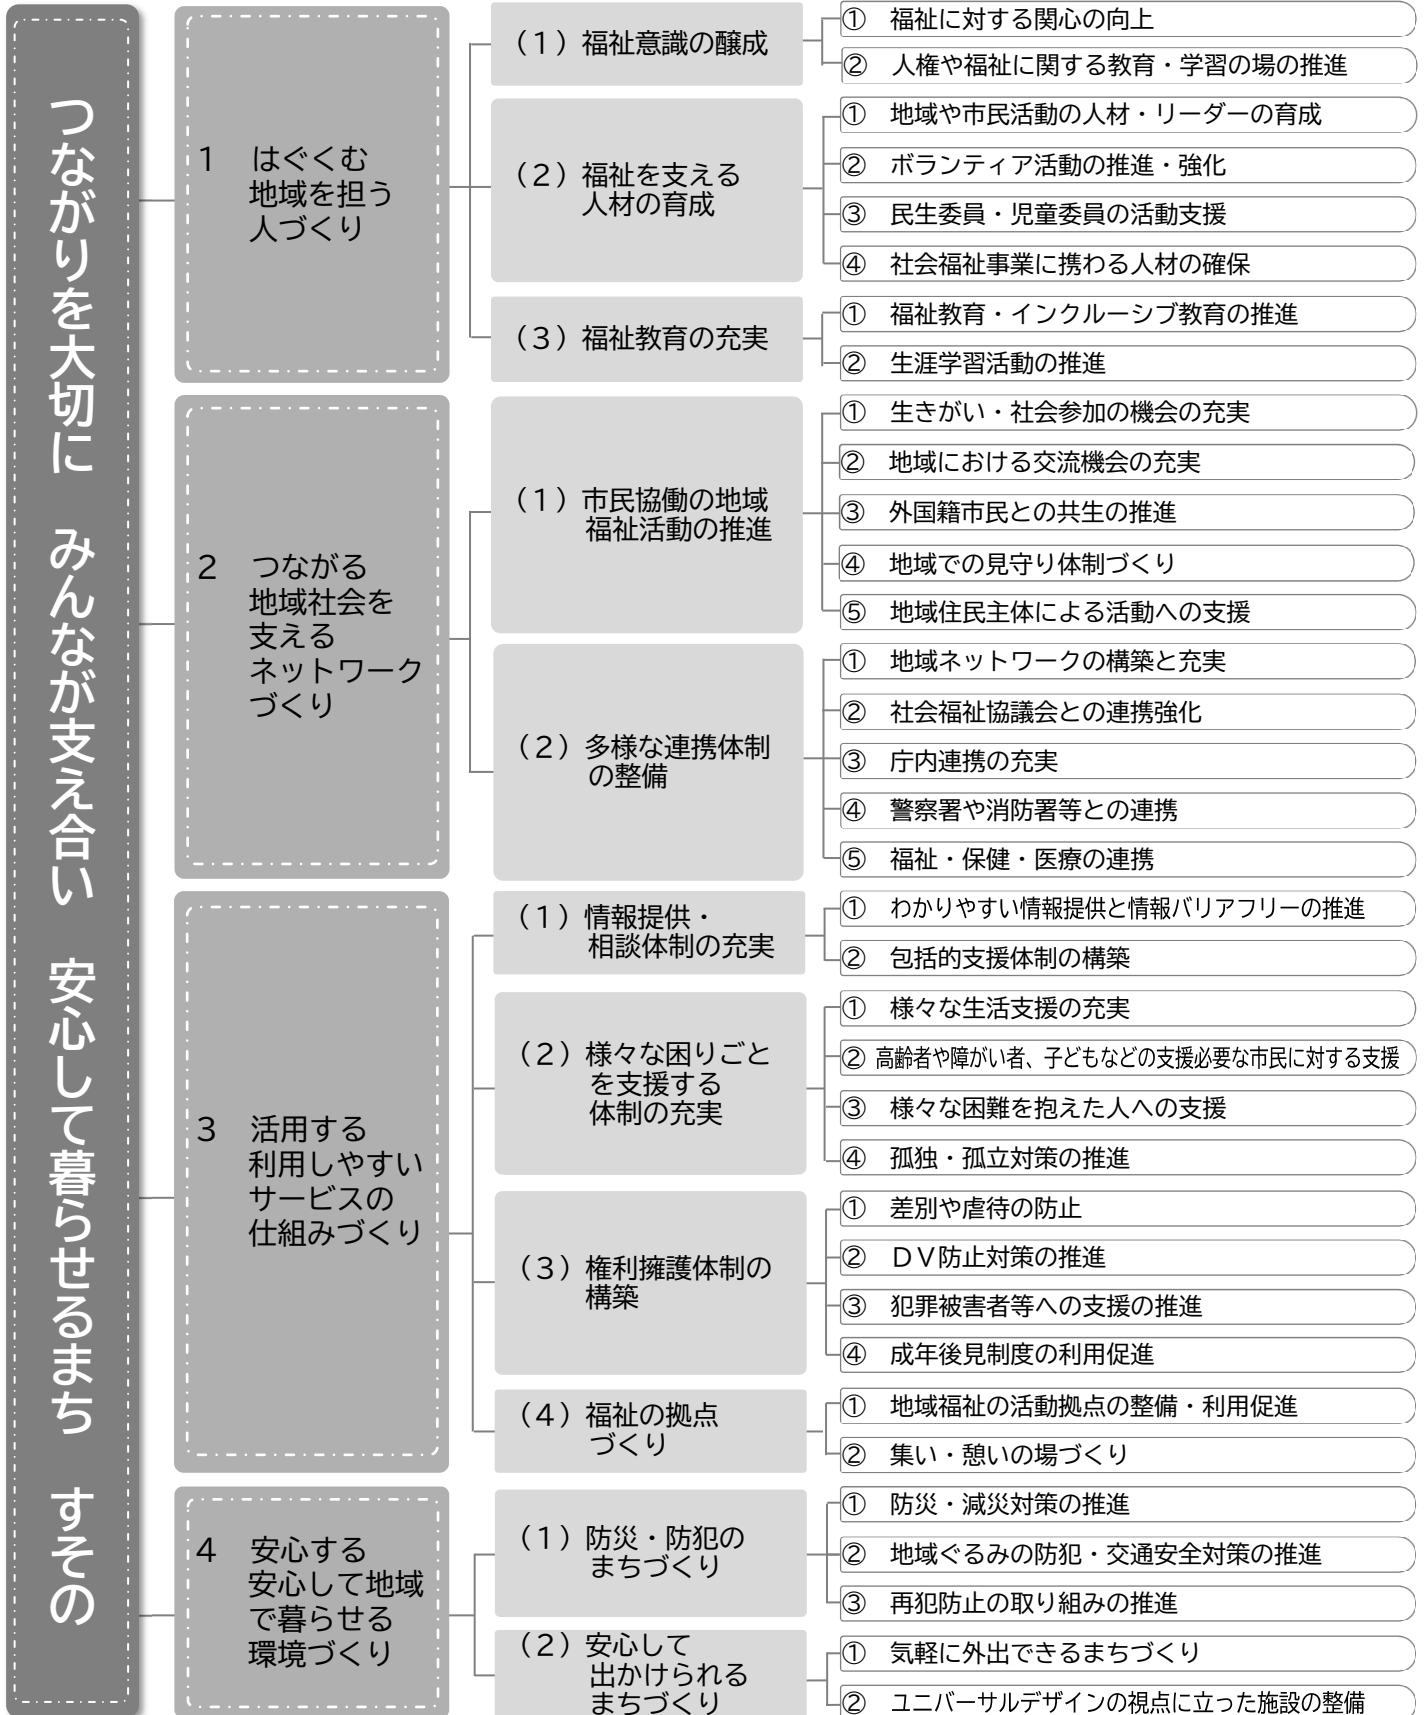 つながりを大切に　みんなが支え合い　安心して暮らせるまち　すその
1　はぐくむ
地域を担う
人づくり
（1）福祉意識の醸成
①　福祉に対する関心の向上
②　人権や福祉に関する教育・学習の場の推進
（2）福祉を支える
人材の育成
①　地域や市民活動の人材・リーダーの育成
②　ボランティア活動の推進・強化
③　民生委員・児童委員の活動支援
④　社会福祉事業に携わる人材の確保
（3）福祉教育の充実
①　福祉教育・インクルーシブ教育の推進
②　生涯学習活動の推進
2　つながる
地域社会を
支える
ネットワーク
づくり
（1）市民協働の地域
福祉活動の推進
①　生きがい・社会参加の機会の充実
②　地域における交流機会の充実
③　外国籍市民との共生の推進
④　地域での見守り体制づくり
⑤　地域住民主体による活動への支援
（2）多様な連携体制
の整備
①　地域ネットワークの構築と充実
②　社会福祉協議会との連携強化
③　庁内連携の充実
④　警察署や消防署等との連携
⑤　福祉・保健・医療の連携
3　活用する
利用しやすい
サービスの
仕組みづくり
（1）情報提供・
相談体制の充実
①　わかりやすい情報提供と情報バリアフリーの推進
②　包括的支援体制の構築
（2）様々な困りごと
を支援する
体制の充実
①　様々な生活支援の充実
②　高齢者や障がい者、子どもなどの支援必要な市民に対する支援
③　様々な困難を抱えた人への支援
④　孤独・孤立対策の推進
（3）権利擁護体制の
構築
①　差別や虐待の防止
②　ＤＶ防止対策の推進
③　犯罪被害者等への支援の推進
④　成年後見制度の利用促進
（4）福祉の拠点
づくり
①　地域福祉の活動拠点の整備・利用促進
②　集い・憩いの場づくり
4　安心する
安心して地域
で暮らせる
環境づくり
（1）防災・防犯の
まちづくり
①　防災・減災対策の推進
②　地域ぐるみの防犯・交通安全対策の推進
③　再犯防止の取り組みの推進
（2）安心して
出かけられる
まちづくり
①　気軽に外出できるまちづくり
②　ユニバーサルデザインの視点に立った施設の整備